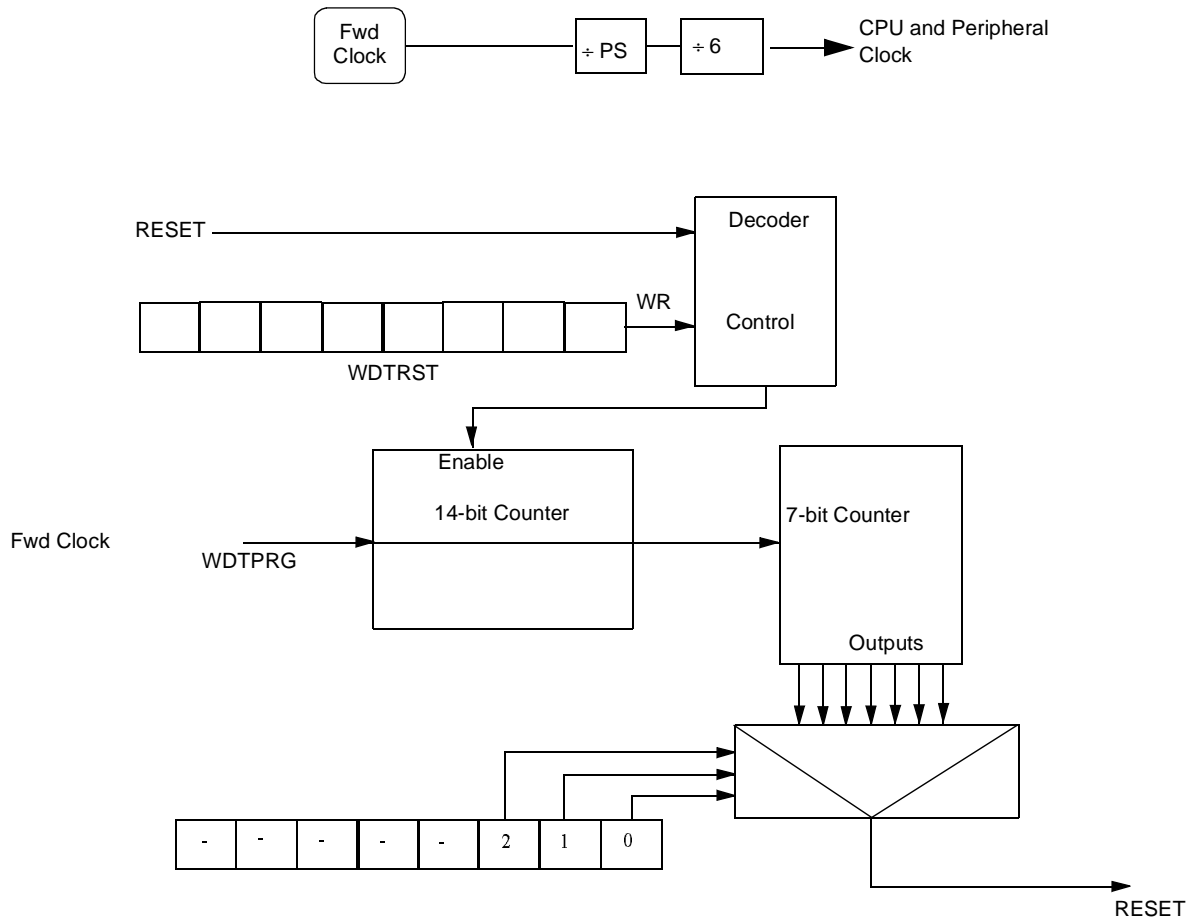 Fwd
Clock
÷ PS
÷ 6
CPU and Peripheral
Clock
RESET
Decoder
Control
WR
WDTRST
Enable
14-bit Counter
7-bit Counter
Fwd Clock
WDTPRG
Outputs
- - - - - 2 1 0
RESET